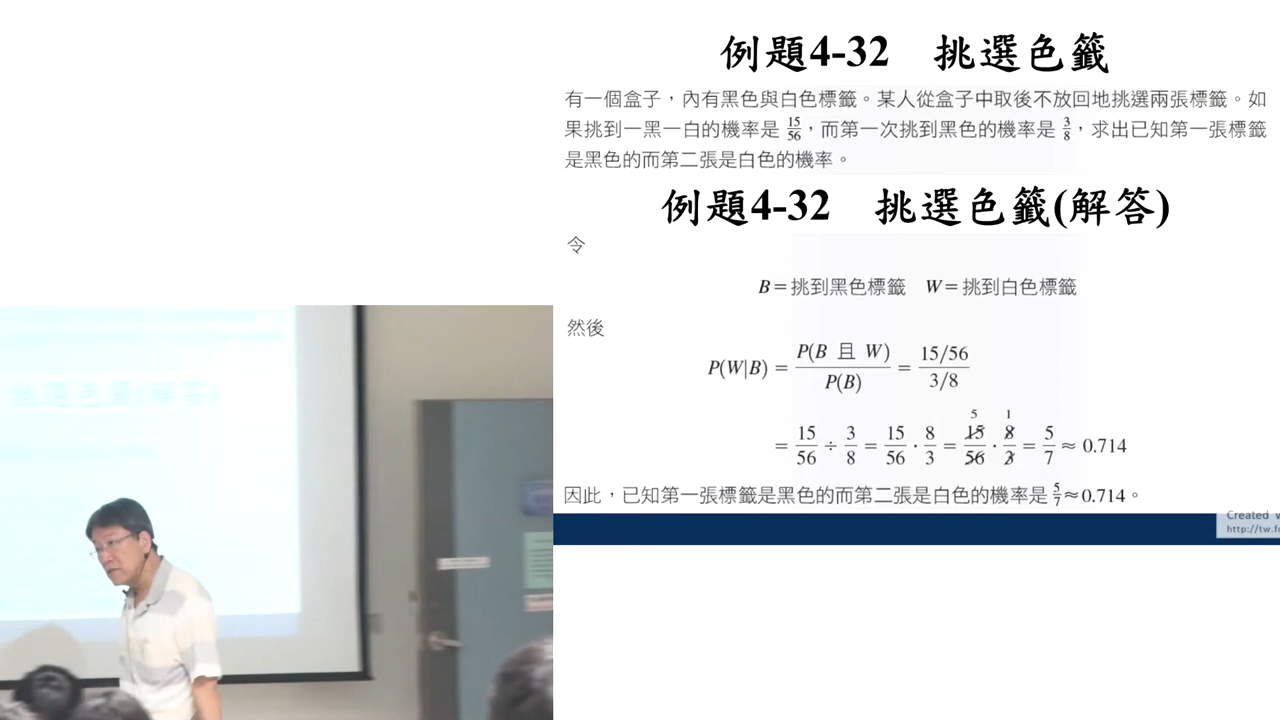 例題4-32 挑選色籤
有一個盒子，內有黑色與白色標籤。某人從盒子中取後不放回地挑選兩張標籤。如
果挑到一黑一白的機率是 15/56，而第一次挑到黑色的機率是 3/8，求出已知第一張標籤
是黑色的而第二張是白色的機率。
例題4-32 挑選色籤(解答)
令
B＝挑到黑色標籤 W＝挑到白色標籤
然後
P(W|B) = P(B 且 W)/P(B) = 15/56/3/8
= 15/56 ÷ 3/8 = 15/56 · 8/3 = 15/56 5 · 8/3 1 = 5/7 ≈ 0.714
因此，已知第一張標籤是黑色的而第二張是白色的機率是 5/7≈0.714。
Created
http://tw.f
挑選色籤(解答)